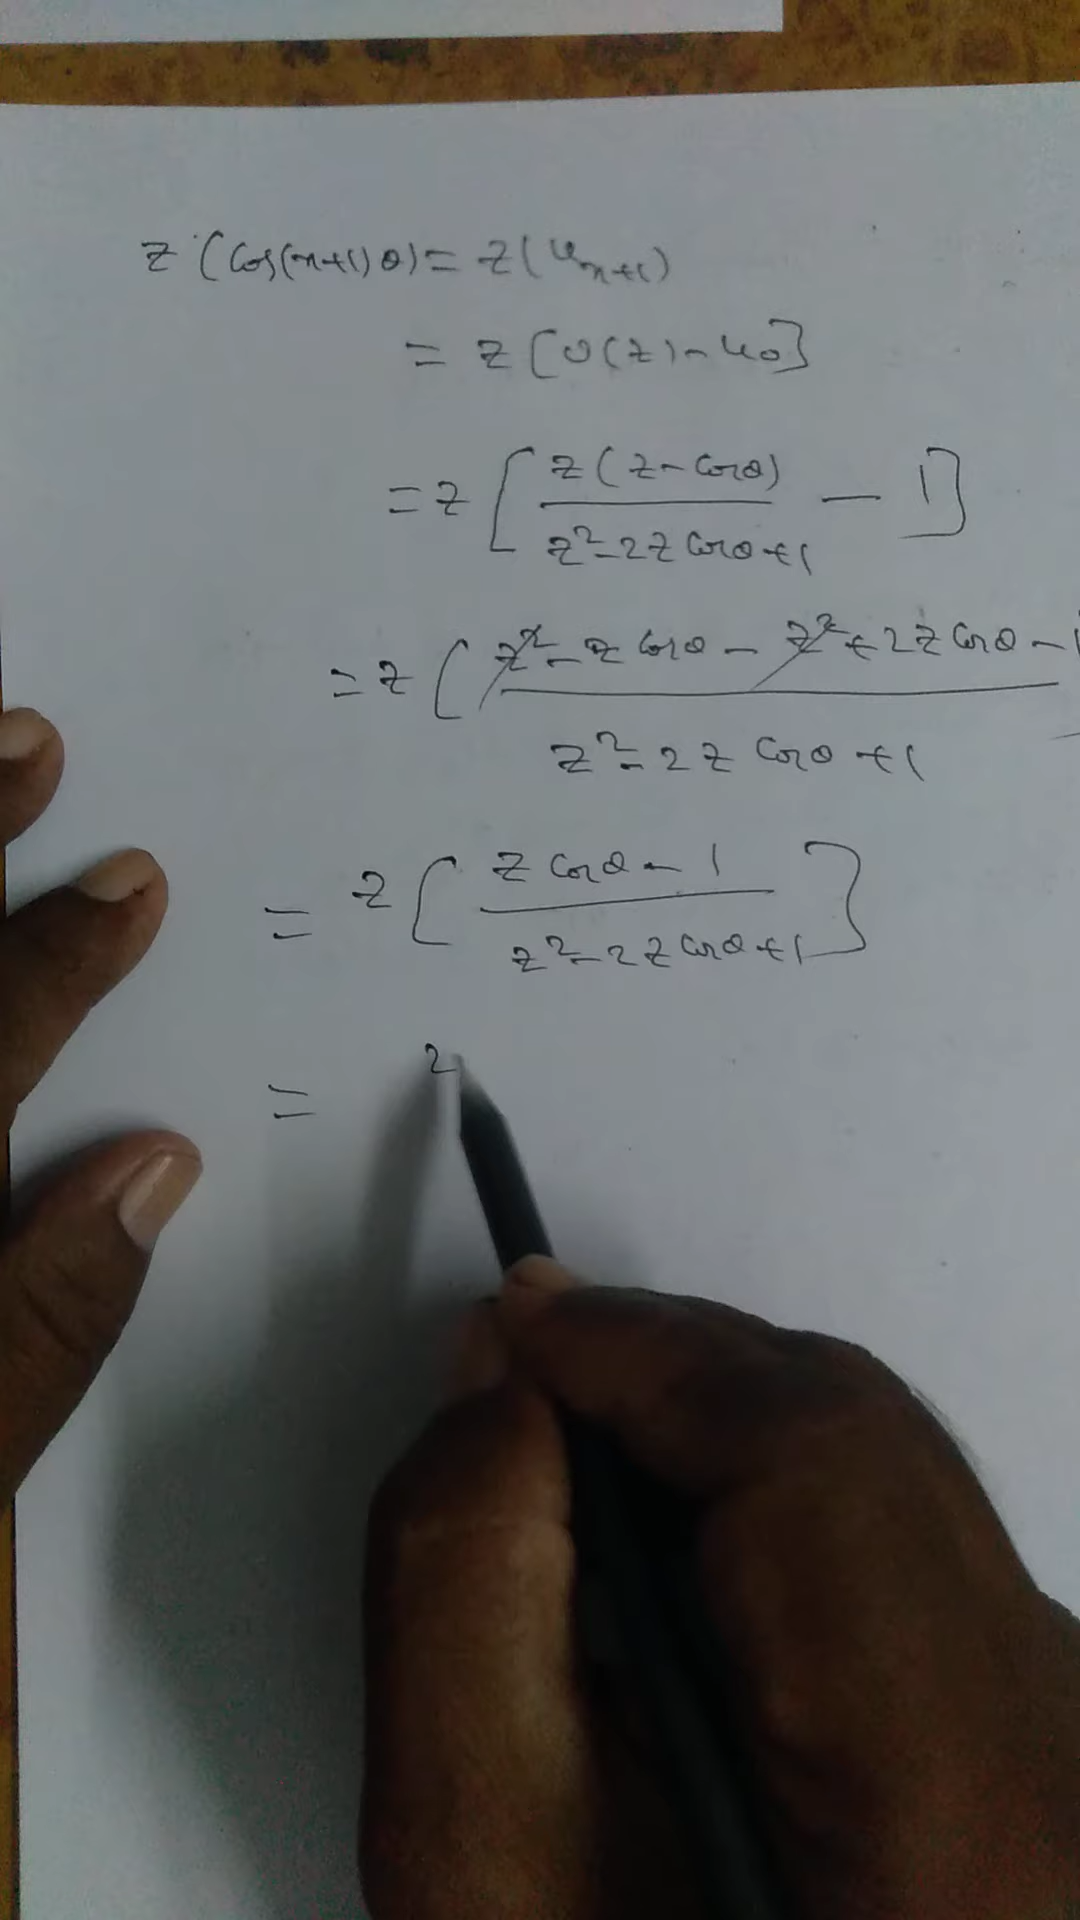 z (cos(n+1)θ) = z(u_{n+1})
= z [U(z) - u_0]
= z [ z(z - cosθ) / z² - 2z cosθ + 1 - 1 ]
= z ( z² - z cosθ - z² + 2z cosθ - 1 / z² - 2z cosθ + 1
= z [ z cosθ - 1 / z² - 2z cosθ + 1 ]
= z